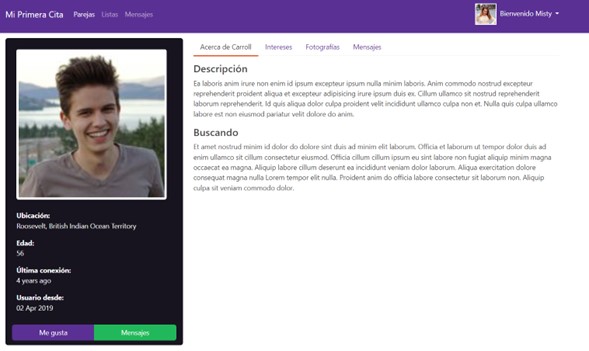 Mi Primera Cita Parejas Listas Mensajes Bienvenido Misty
Acerca de Carroll Intereses Fotografías Mensajes
Descripción
Ea laboris anim irure non enim id ipsum excepteur ipsum nulla minim laboris. Anim commodo nostrud excepteur
reprehenderit proident aliqua et excepteur adipisicing irure ipsum duis ex. Cillum ullamco sit nostrud reprehenderit
laborum reprehenderit. Id quis aliqua dolor culpa proident velit incididunt ullamco culpa non et. Nulla quis culpa ullamco
labore est non eiusmod pariatur velit dolore do anim.
Buscando
Et amet nostrud minim id dolor do dolore sint duis ad minim elit laborum. Officia et laborum ut tempor dolor duis ad
enim ullamco sit cillum consectetur eiusmod. Officia cillum cillum ipsum eu sint labore non fugiat aliquip minim magna
occaecat ea magna. Aliquip labore cillum deserunt ea incididunt veniam dolor laborum. Aliqua exercitation dolore
consequat magna nulla Lorem tempor elit nulla. Proident anim do officia labore consectetur sit laborum non. Aliquip
culpa sit veniam commodo dolor.
Ubicación:
Roosevelt, British Indian Ocean Territory
Edad:
56
Última conexión:
4 years ago
Usuario desde:
02 Apr 2019
Me gusta Mensajes